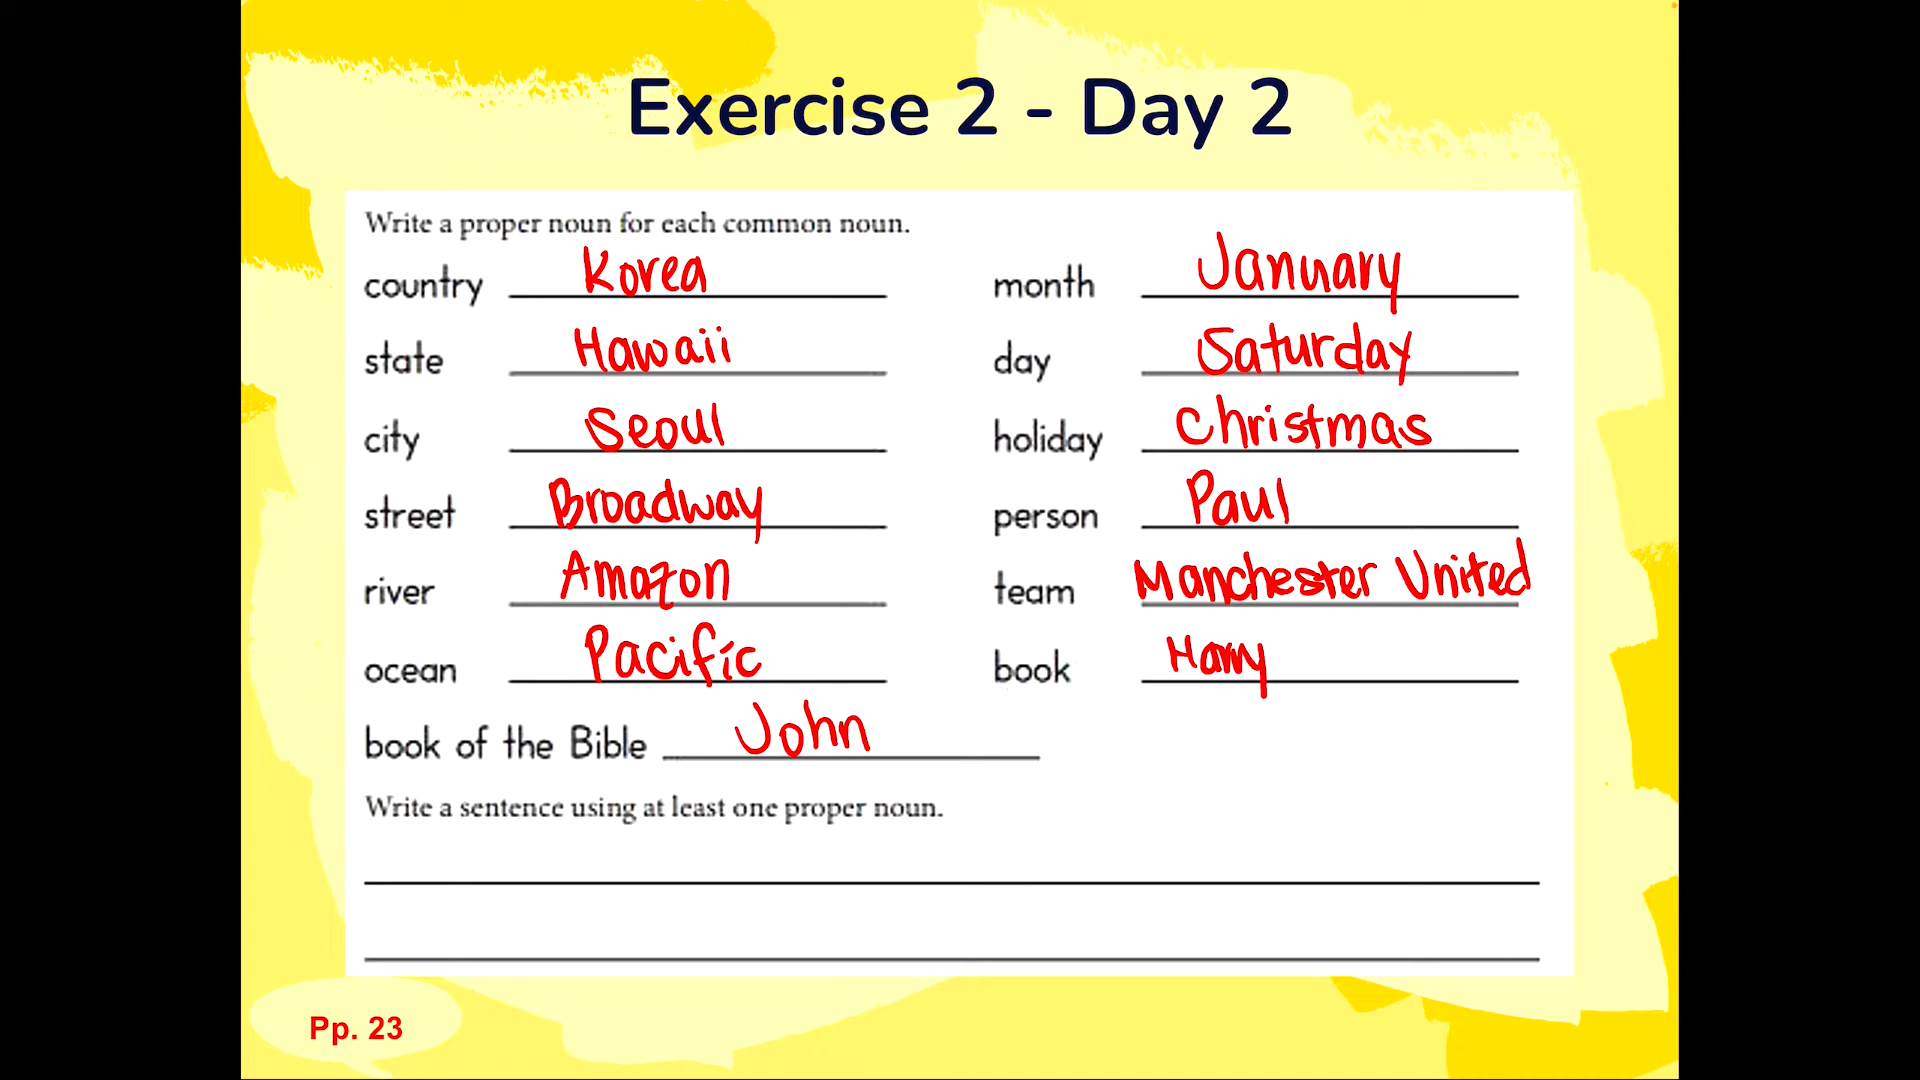 Exercise 2 - Day 2
Write a proper noun for each common noun.
country Korea month January
state Hawaii day Saturday
city Seoul holiday Christmas
street Broadway person Paul
river Amazon team Manchester United
ocean Pacific book Harry
book of the Bible John
Write a sentence using at least one proper noun.
Pp. 23